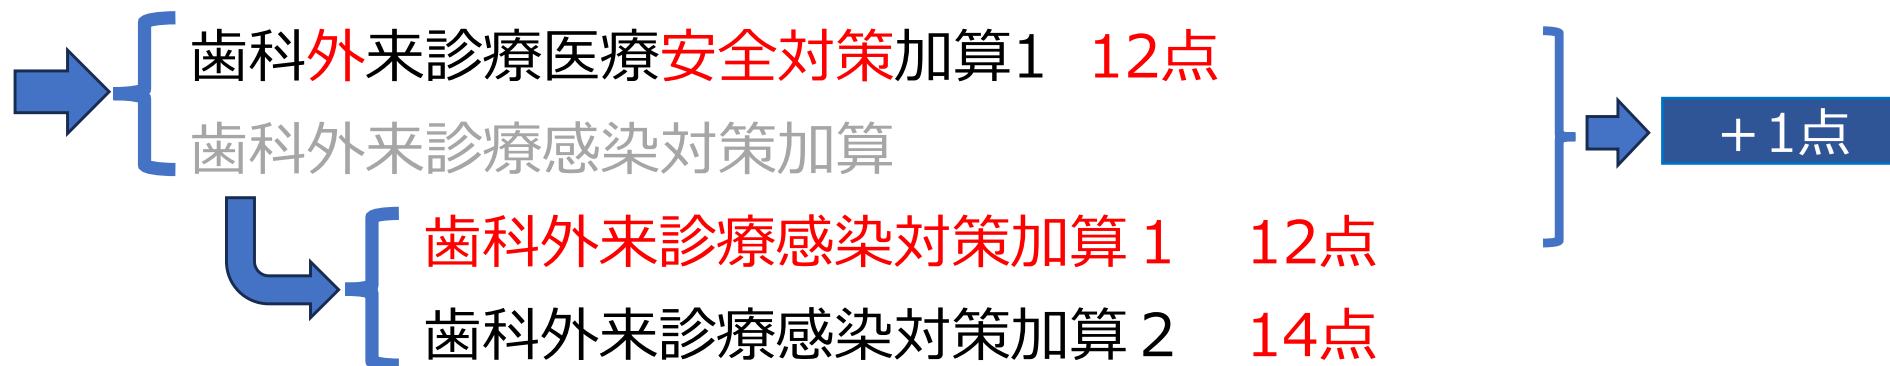 歯科外来診療医療安全対策加算1 12点
歯科外来診療感染対策加算
＋1点
歯科外来診療感染対策加算１ 12点
歯科外来診療感染対策加算２ 14点